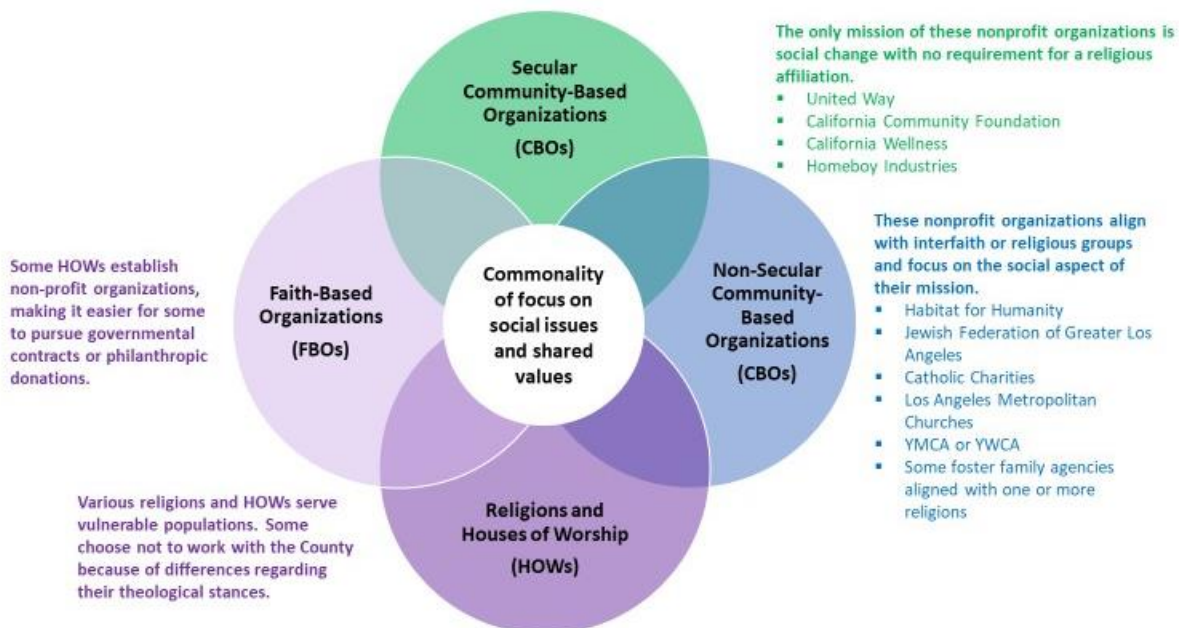 The only mission of these nonprofit organizations is
social change with no requirement for a religious
affiliation.
▪ United Way
▪ California Community Foundation
▪ California Wellness
▪ Homeboy Industries
Secular
Community-Based
Organizations
(CBOs)
These nonprofit organizations align
with interfaith or religious groups
and focus on the social aspect of
their mission.
▪ Habitat for Humanity
▪ Jewish Federation of Greater Los
Angeles
▪ Catholic Charities
▪ Los Angeles Metropolitan
Churches
▪ YMCA or YWCA
▪ Some foster family agencies
aligned with one or more
religions
Non-Secular
Community-
Based
Organizations
(CBOs)
Commonality
of focus on
social issues
and shared
values
Faith-Based
Organizations
(FBOs)
Some HOWs establish
non-profit organizations,
making it easier for some
to pursue governmental
contracts or philanthropic
donations.
Religions and
Houses of Worship
(HOWs)
Various religions and HOWs serve
vulnerable populations. Some
choose not to work with the County
because of differences regarding
their theological stances.